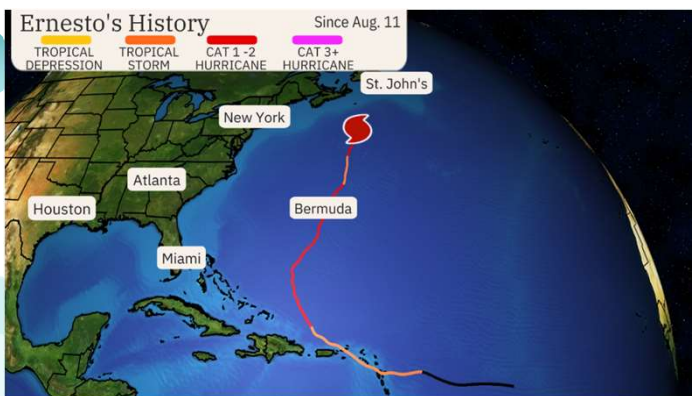 Ernesto's History
Since Aug. 11
TROPICAL DEPRESSION
TROPICAL STORM
CAT 1 -2 HURRICANE
CAT 3+ HURRICANE
St. John's
New York
Atlanta
Houston
Bermuda
Miami